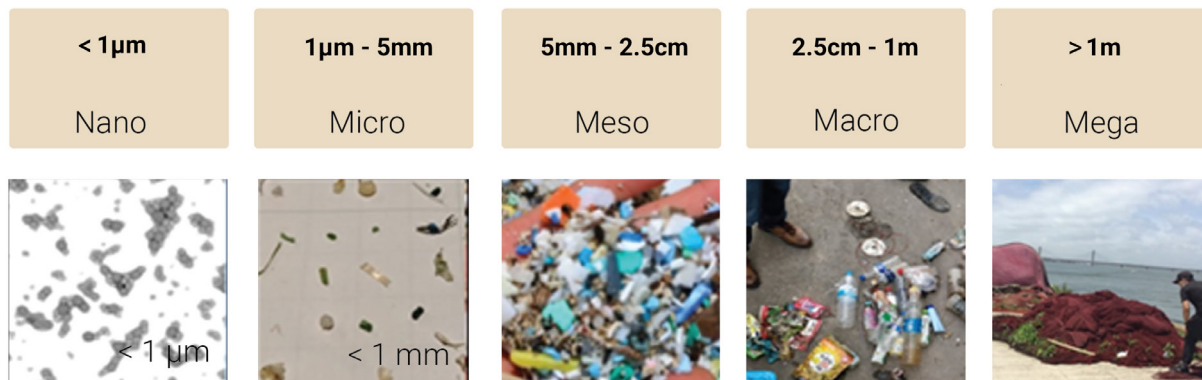 < 1µm
Nano
1µm - 5mm
Micro
5mm - 2.5cm
Meso
2.5cm - 1m
Macro
> 1m
Mega
< 1 µm
< 1 mm